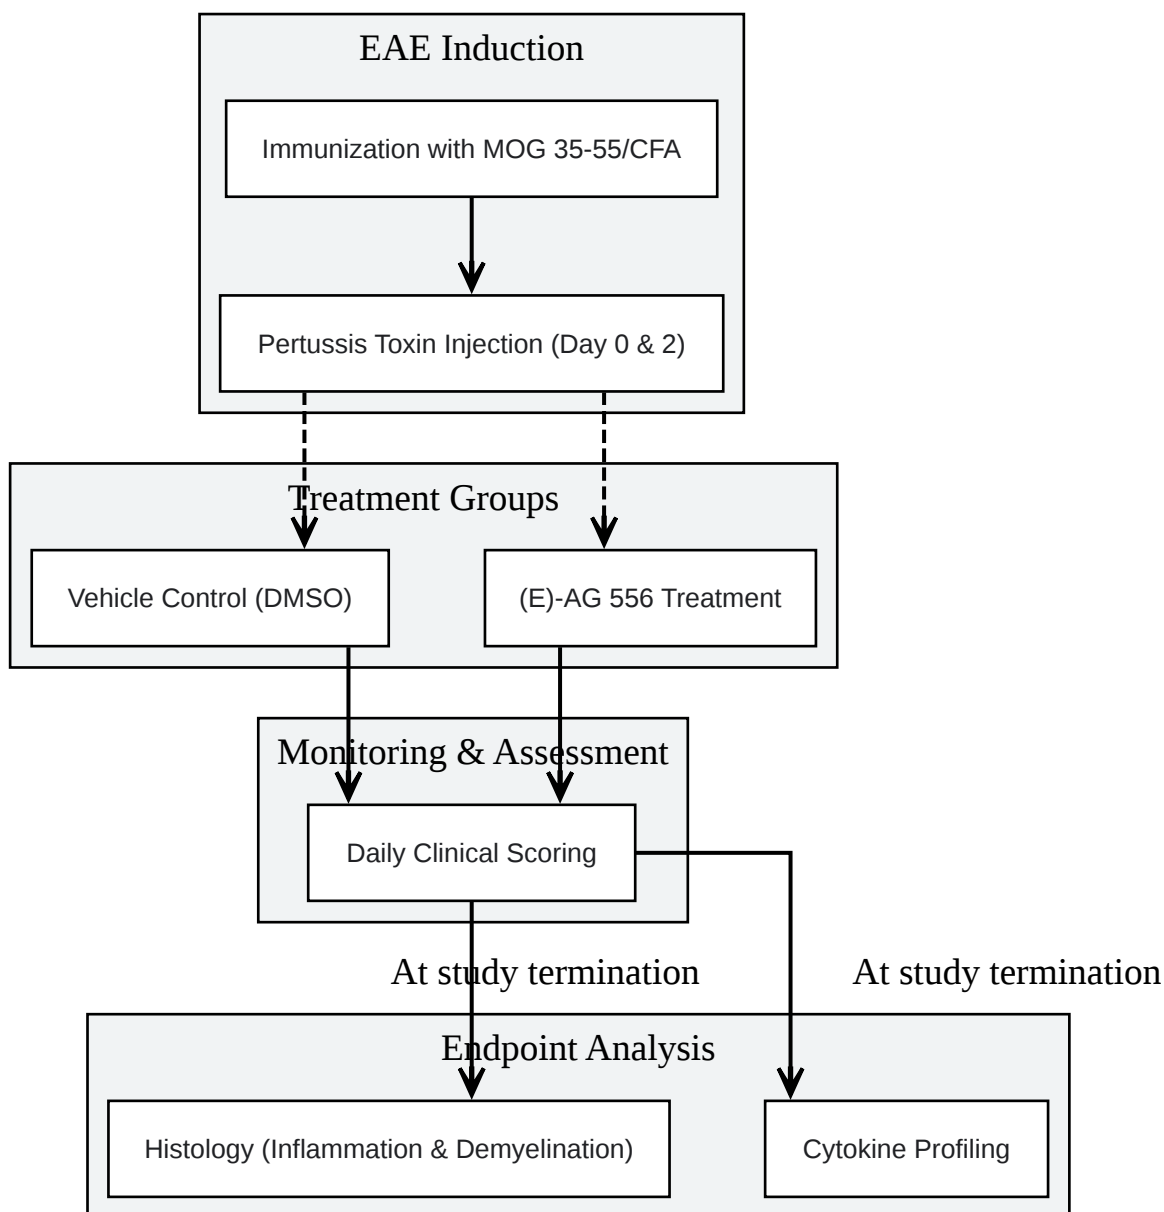 EAE Induction
Immunization with MOG 35-55/CFA
Pertussis Toxin Injection (Day 0 & 2)
Treatment Groups
Vehicle Control (DMSO)
(E)-AG 556 Treatment
Monitoring & Assessment
Daily Clinical Scoring
At study termination
At study termination
Endpoint Analysis
Histology (Inflammation & Demyelination)
Cytokine Profiling